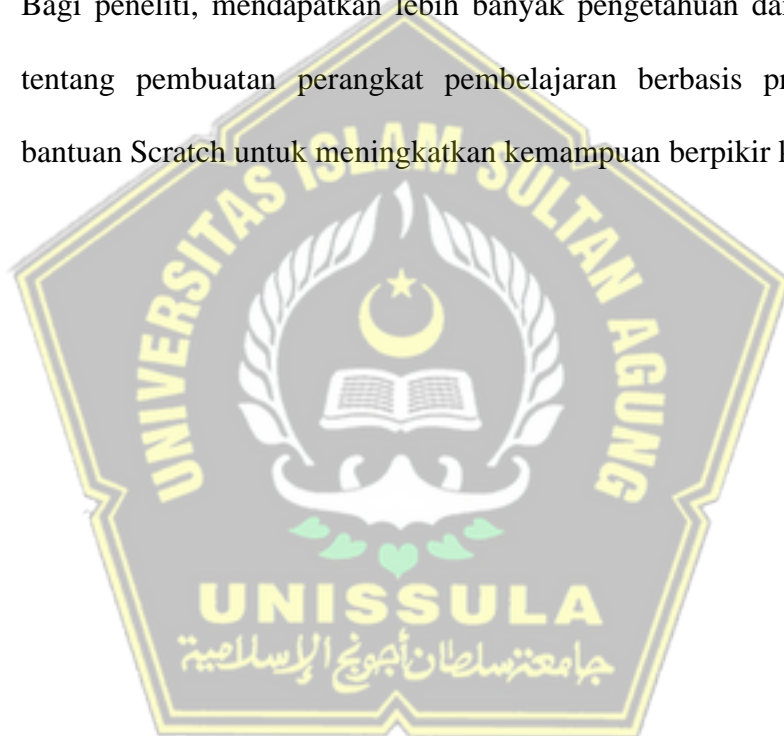 Bagi peneliti, mendapatkan lebih banyak pengetahuan dan
tentang pembuatan perangkat pembelajaran berbasis
bantuan Scratch untuk meningkatkan kemampuan berpikir
UNIVERSITAS ISLAM SULTAN AGUNG
UNISSULA
جامعة سلطان أجونج الإسلامية